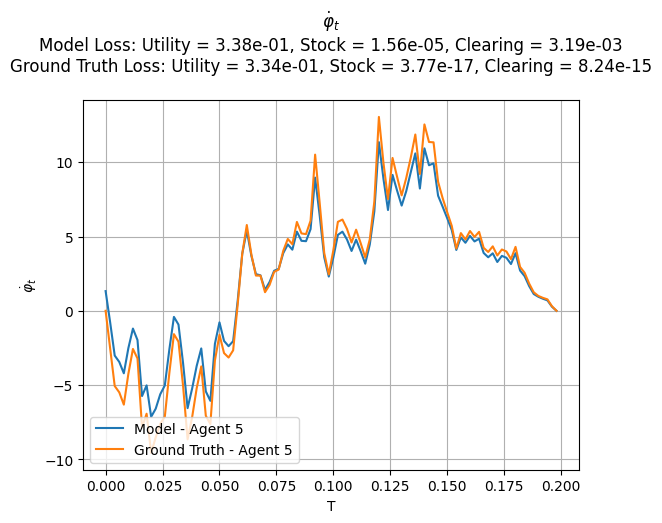 φ̇ₜ
Model Loss: Utility = 3.38e-01, Stock = 1.56e-05, Clearing = 3.19e-03
Ground Truth Loss: Utility = 3.34e-01, Stock = 3.77e-17, Clearing = 8.24e-15
10
5
0
−5
−10
φ̇ₜ
Model - Agent 5
Ground Truth - Agent 5
0.000 0.025 0.050 0.075 0.100 0.125 0.150 0.175 0.200
T